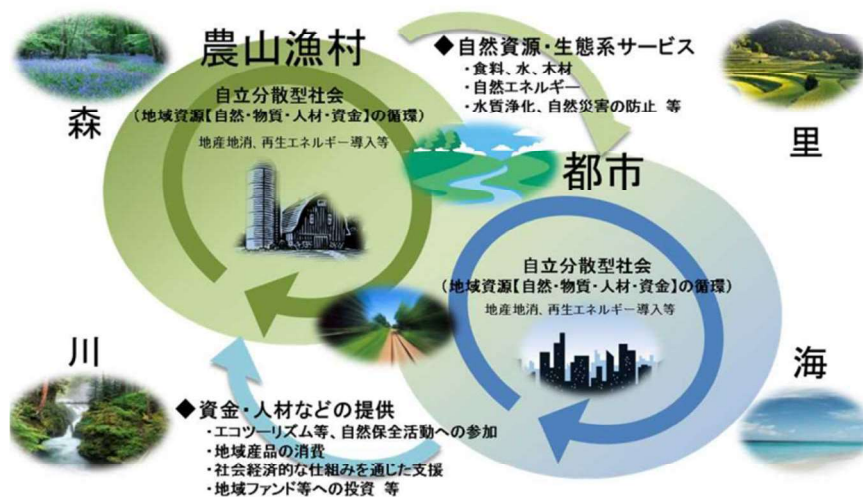 農山漁村
自立分散型社会
（地域資源【自然・物質・人材・資金】の循環）
地産地消、再生エネルギー導入等
◆自然資源・生態系サービス
・食料、水、木材
・自然エネルギー
・水質浄化、自然災害の防止 等
森
里
都市
自立分散型社会
（地域資源【自然・物質・人材・資金】の循環）
地産地消、再生エネルギー導入等
川
海
◆資金・人材などの提供
・エコツーリズム等、自然保全活動への参加
・地域産品の消費
・社会経済的な仕組みを通じた支援
・地域ファンド等への投資 等